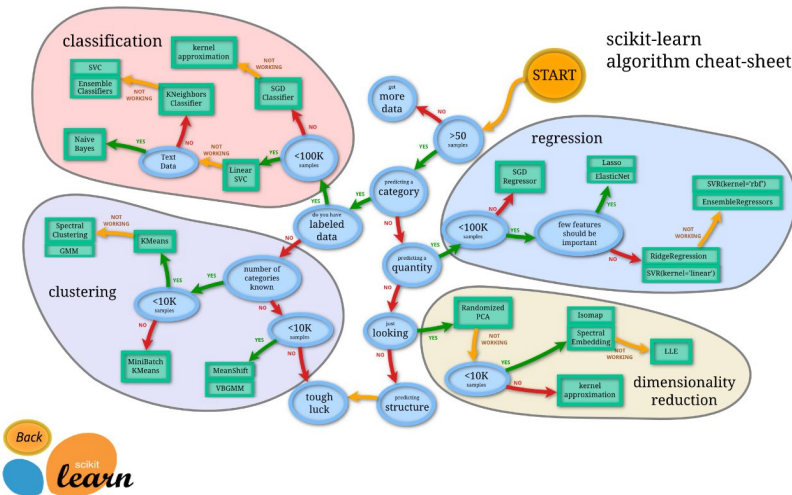 scikit-learn
algorithm cheat-sheet
START
>50
samples
NO
get
more
data
YES
predicting a
category
YES
do you have
labeled
data
NO
predicting a
quantity
YES
NO
just
looking
YES
NO
predicting
structure
tough
luck
classification
YES
<100K
samples
NO
SGD
Classifier
NOT
WORKING
kernel
approximation
YES
Linear
SVC
NOT
WORKING
Text
Data
YES
Naive
Bayes
NO
KNeighbors
Classifier
NOT
WORKING
SVC
Ensemble
Classifiers
clustering
NO
number of
categories
known
YES
<10K
samples
YES
KMeans
NOT
WORKING
Spectral
Clustering
GMM
NO
MiniBatch
KMeans
NO
<10K
samples
YES
MeanShift
VBGMM
NO
regression
<100K
samples
NO
SGD
Regressor
YES
few features
should be
important
YES
Lasso
ElasticNet
NO
RidgeRegression
SVR(kernel='linear')
NOT
WORKING
SVR(kernel='rbf')
EnsembleRegressors
dimensionality
reduction
Randomized
PCA
NOT
WORKING
<10K
samples
YES
Isomap
Spectral
Embedding
NOT
WORKING
LLE
NO
kernel
approximation
Back
scikit
learn